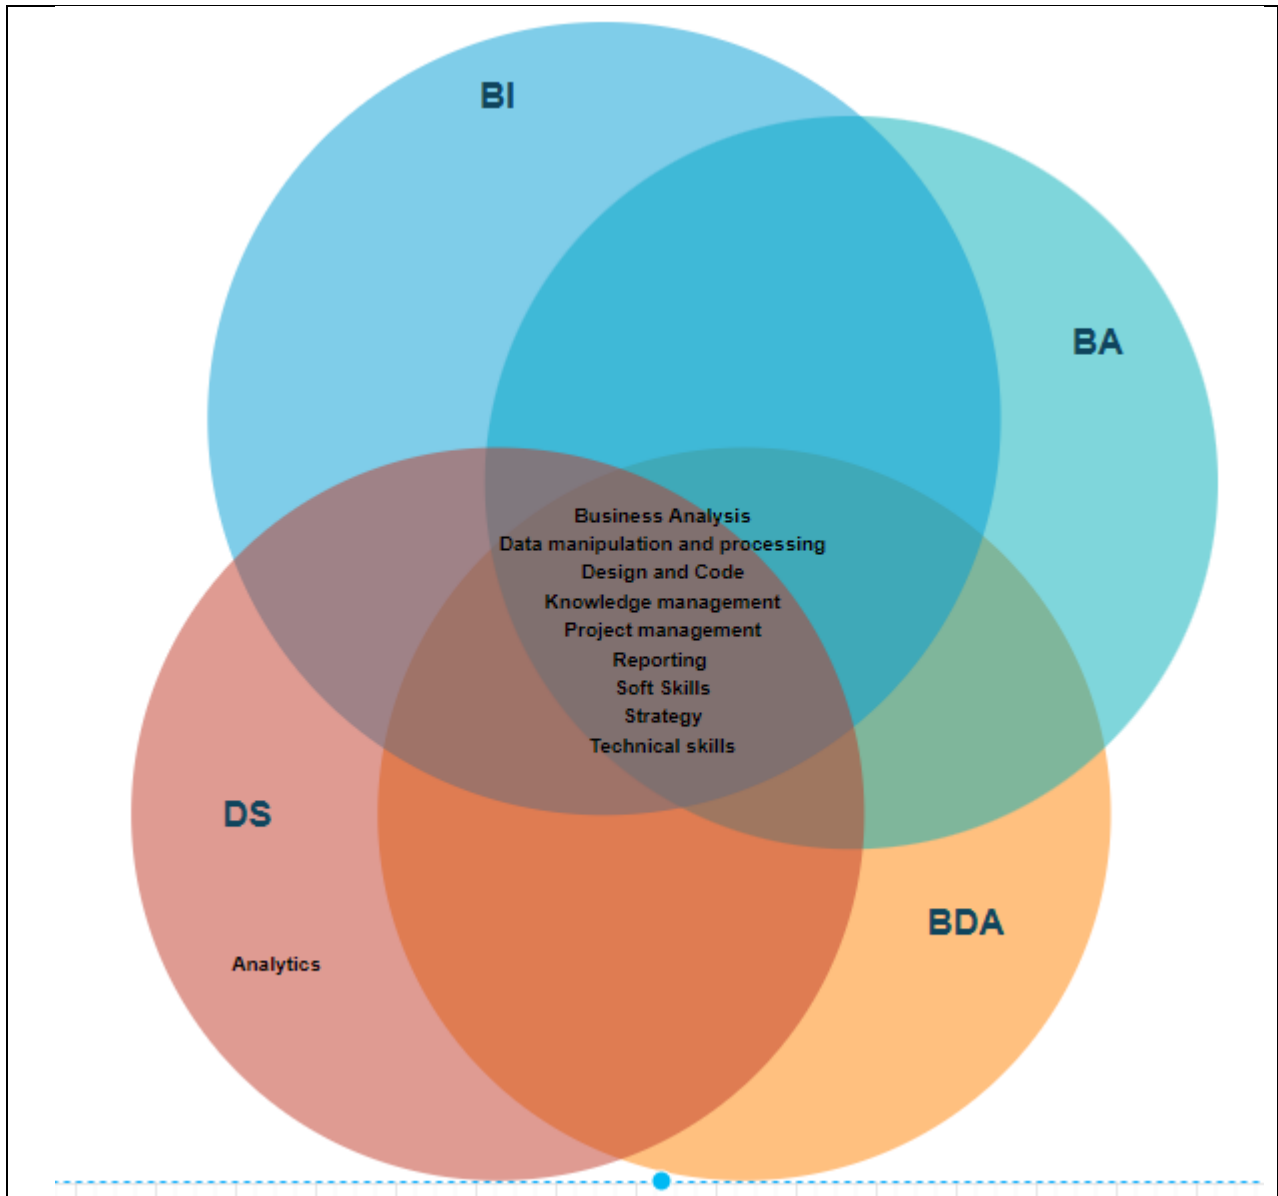 BI
BA
Business Analysis
Data manipulation and processing
Design and Code
Knowledge management
Project management
Reporting
Soft Skills
Strategy
Technical skills
DS
BDA
Analytics